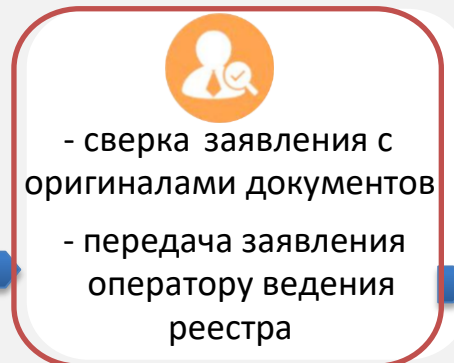 - сверка заявления с
оригиналами документов
- передача заявления
оператору ведения
реестра